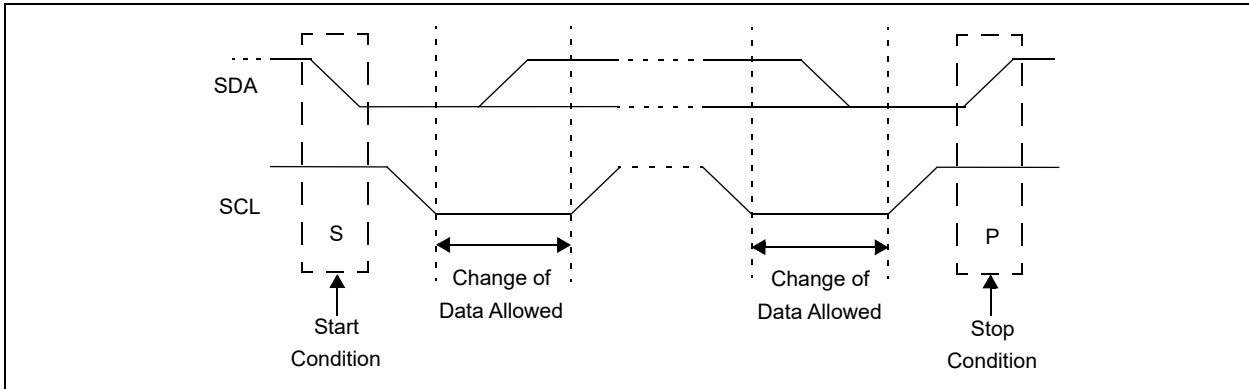 SDA
SCL
S
P
Change of
Data Allowed
Change of
Data Allowed
Start
Condition
Stop
Condition